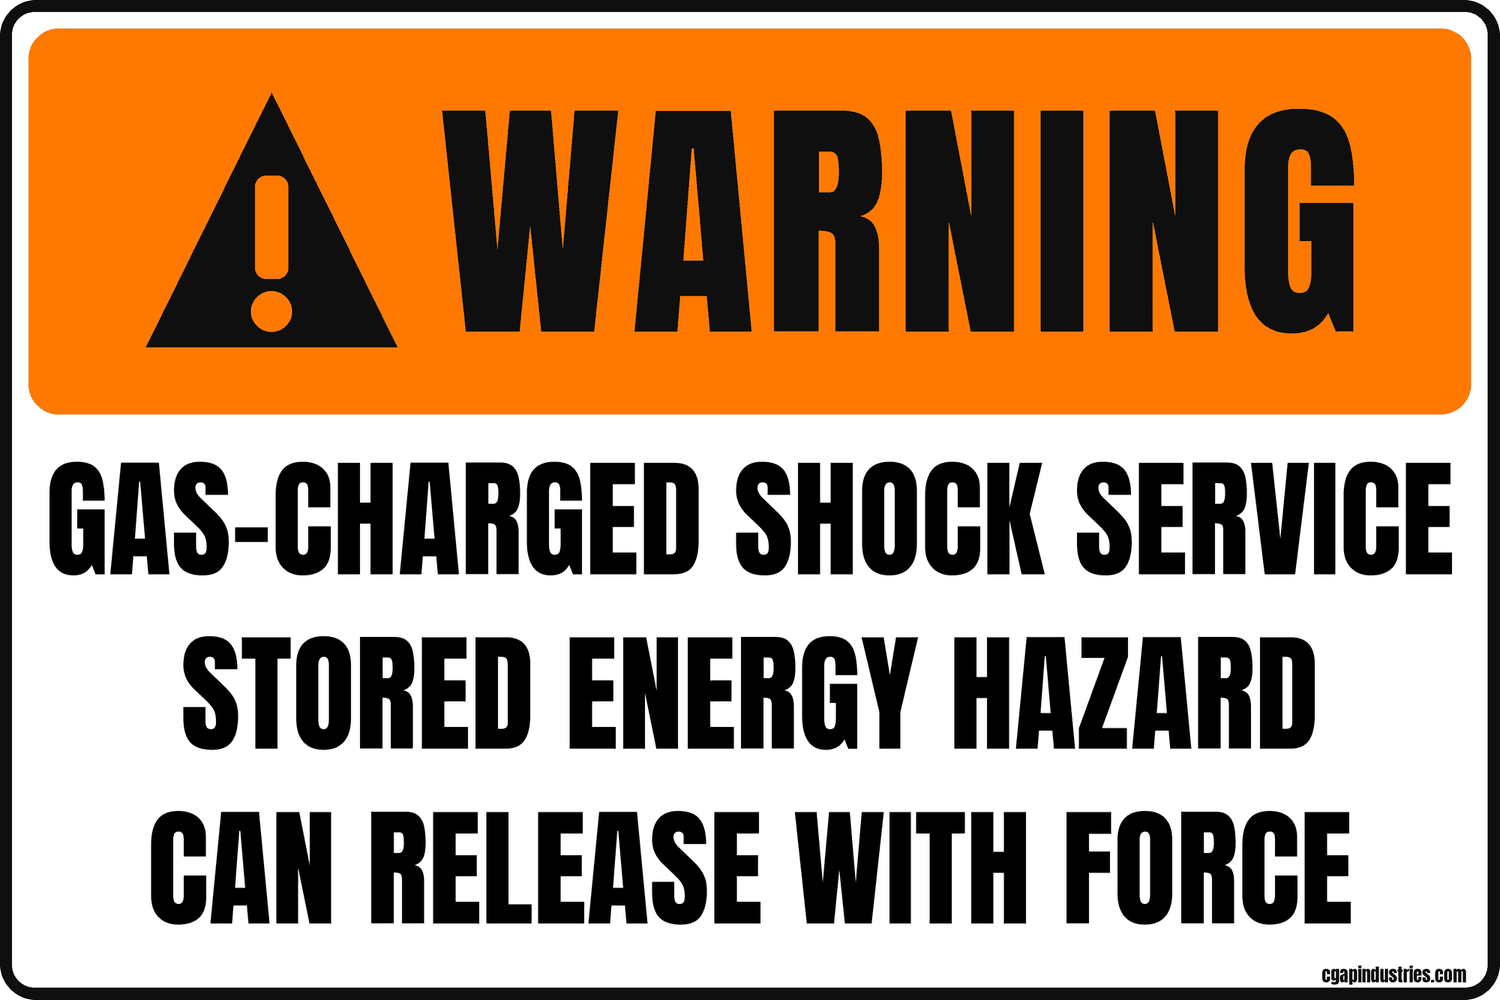 WARNING
GAS-CHARGED SHOCK SERVICE
STORED ENERGY HAZARD
CAN RELEASE WITH FORCE
cgapindustries.com